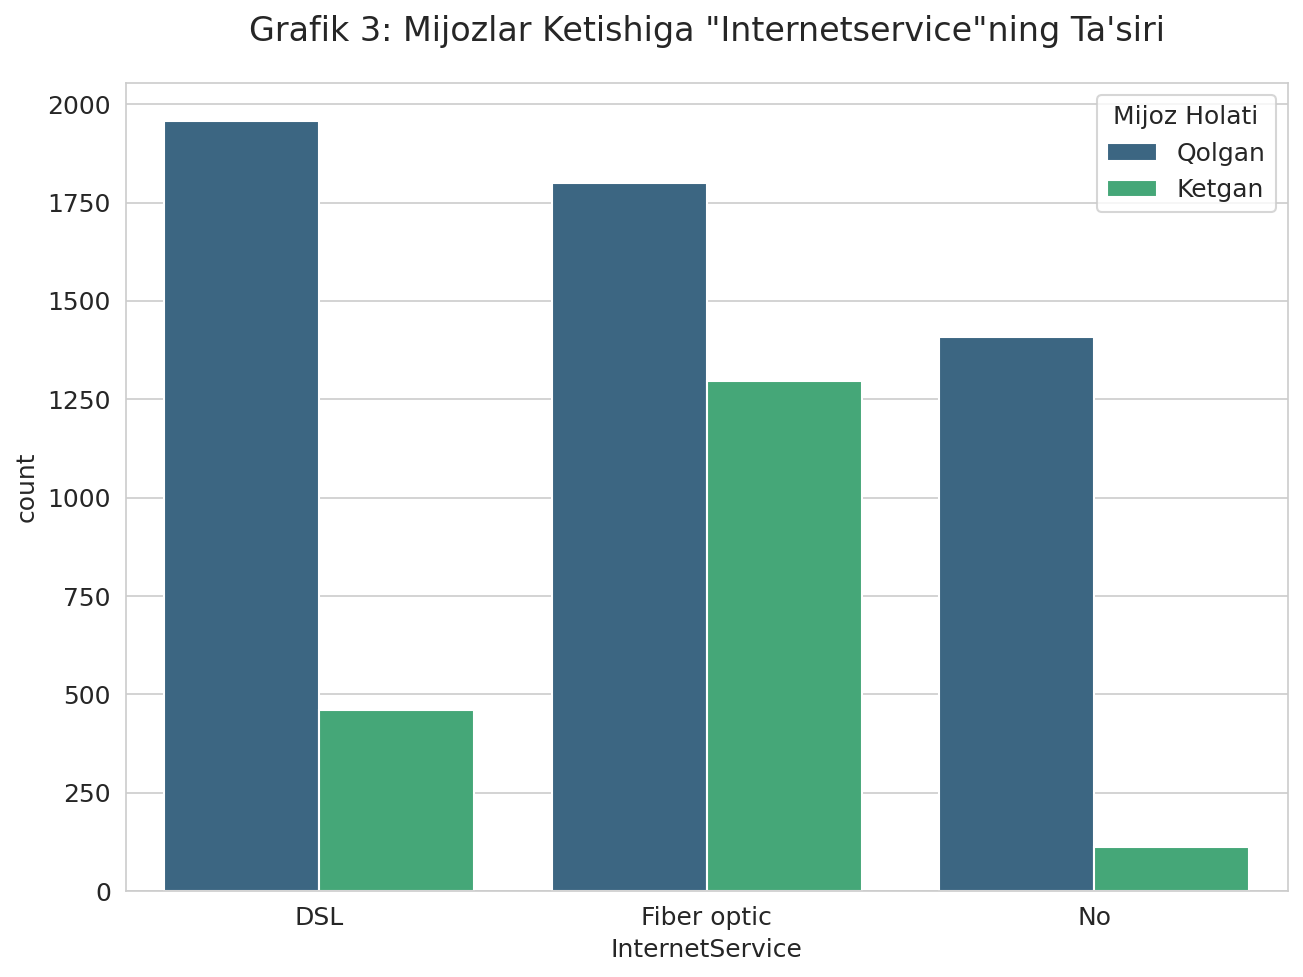 Grafik 3: Mijozlar Ketishiga "Internetservice"ning Ta'siri
Mijoz Holati
Qolgan
Ketgan
2000
1750
1500
1250
1000
750
500
250
0
count
DSL
Fiber optic
No
InternetService